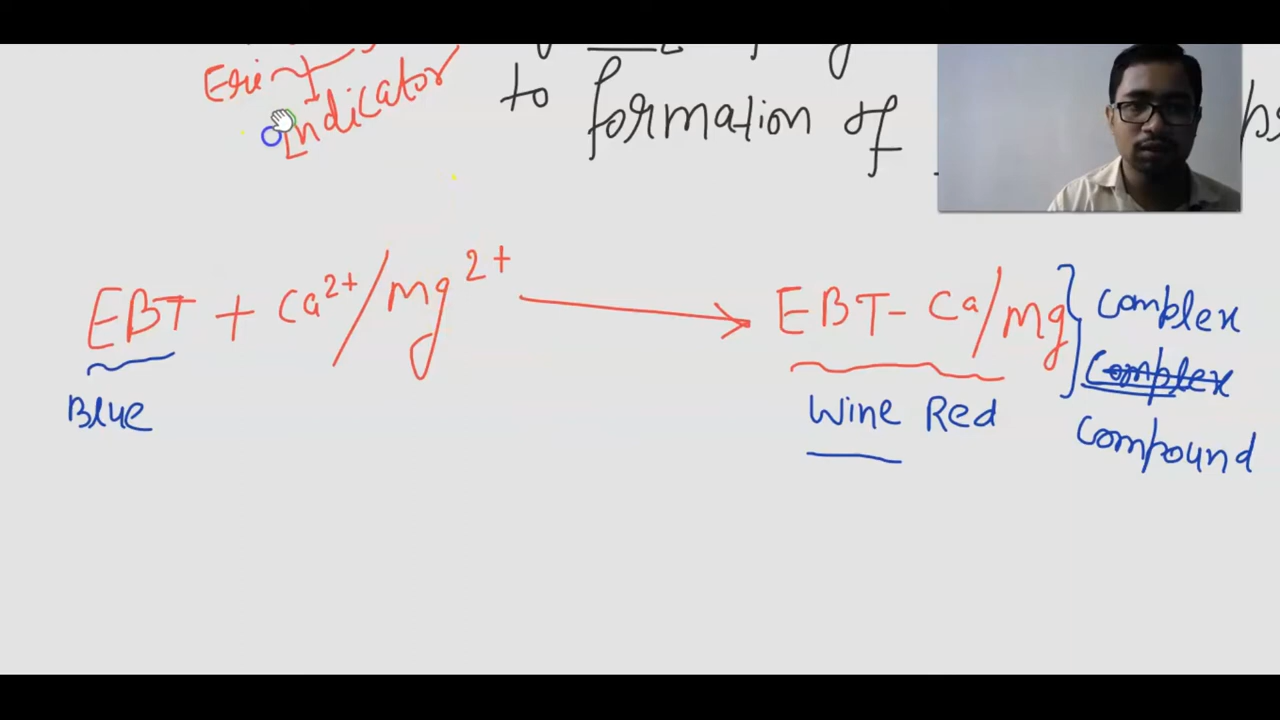 Erio
Indicator
to formation of
EBT + Ca²⁺/Mg²⁺ → EBT- Ca/Mg } Complex
Complex
Blue Wine Red Compound